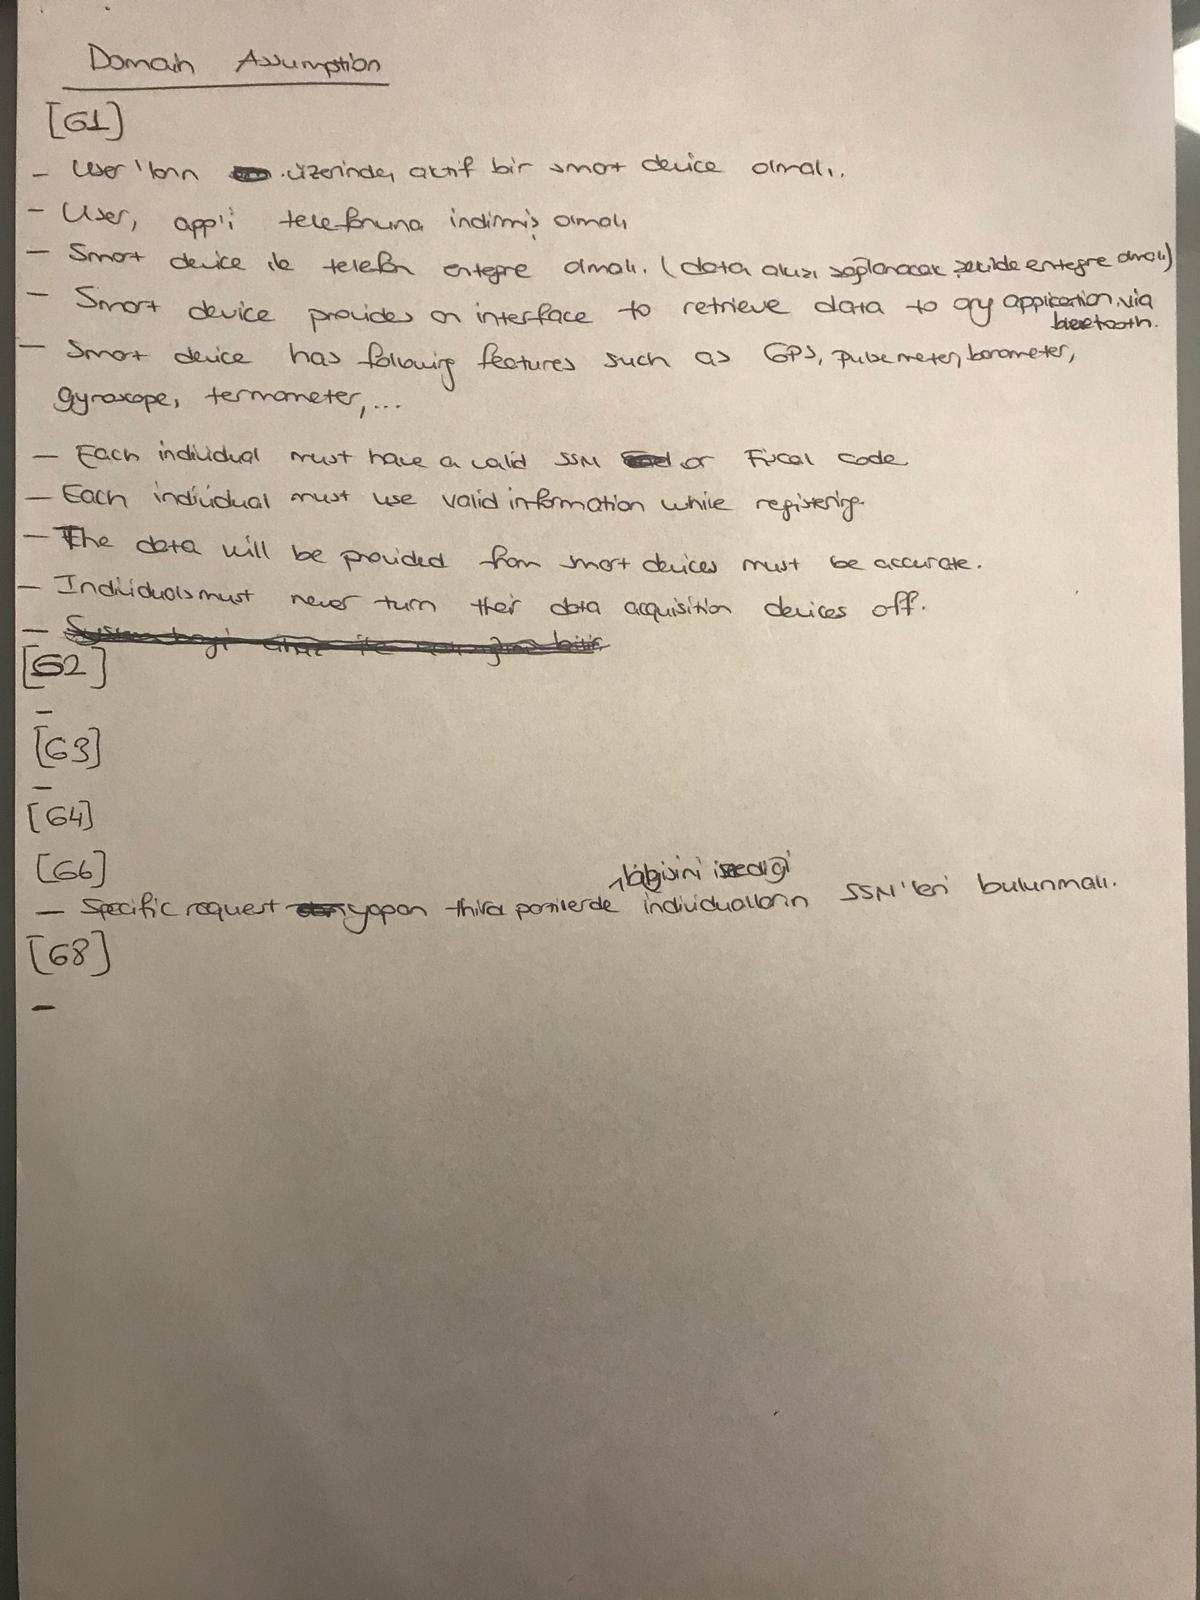 Domain Assumption
[G1]
- User'ların üzerinde, aktif bir smart device olmalı.
- User, app'i telefonuna indirmiş olmalı
- Smart device ile telefon entegre olmalı. (data akışı sağlanacak şekilde entegre olmalı)
- Smart device provides an interface to retrieve data to any application via
bluetooth.
- Smart device has following features such as GPS, pulse meter, barometer,
gyroscope, termometer, ...
- Each individual must have a valid SSN or Fiscal code
- Each individual must use valid information while registering.
- The data will be provided from smart devices must be accurate.
- Individuals must never turn their data acquisition devices off.
-
[G2]
-
[G3]
-
[G4]
[G6]
bilgisini istediği
- Specific request yapan third partilerde individualların SSN'leri bulunmalı.
[G8]
-